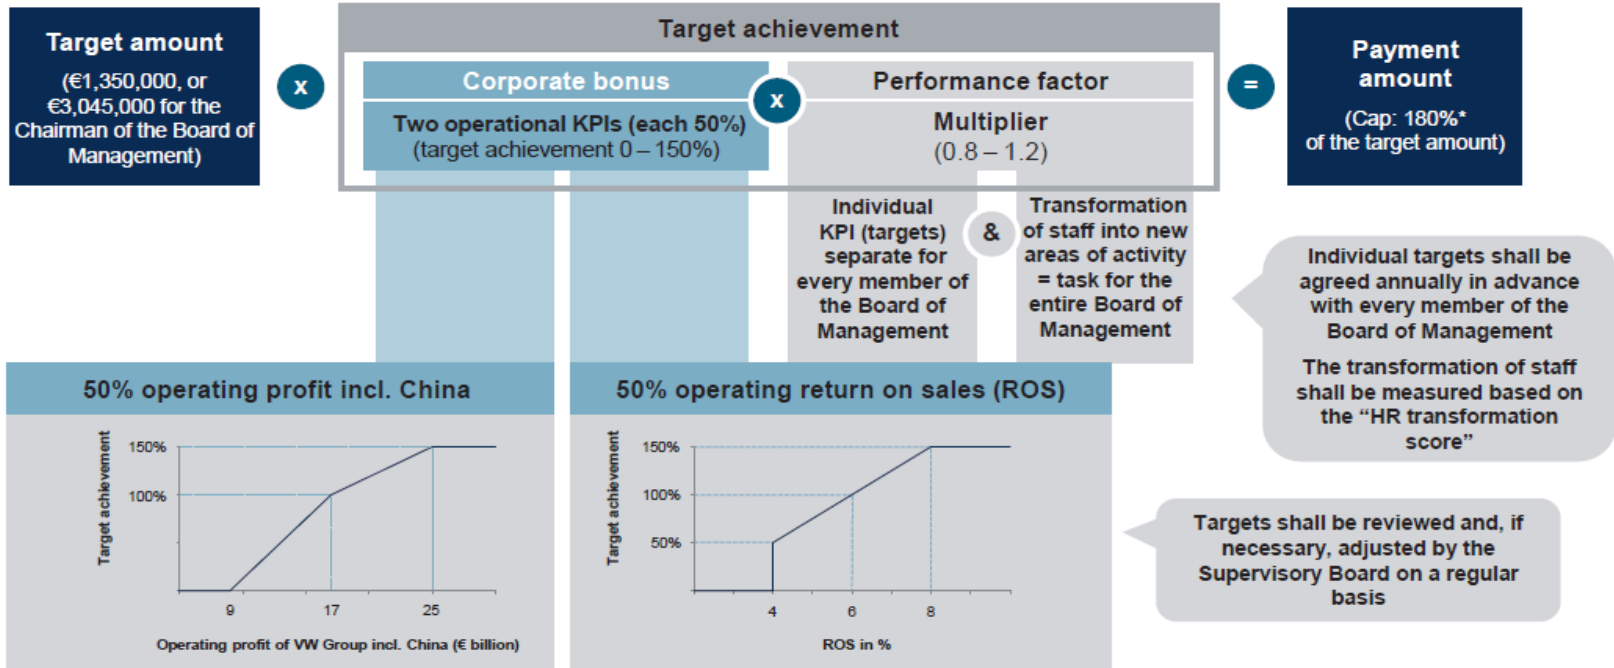 Target amount
(€1,350,000, or
€3,045,000 for the
Chairman of the Board of
Management)
x
Target achievement
Corporate bonus
Two operational KPIs (each 50%)
(target achievement 0 – 150%)
x
Performance factor
Multiplier
(0.8 – 1.2)
=
Payment
amount
(Cap: 180%*
of the target amount)
Individual
KPI (targets)
separate for
every member of
the Board of
Management
&
Transformation
of staff into new
areas of activity
= task for the
entire Board of
Management
Individual targets shall be
agreed annually in advance
with every member of the
Board of Management
The transformation of staff
shall be measured based on
the “HR transformation
score”
50% operating profit incl. China
Target achievement
150%
100%
9
17
25
Operating profit of VW Group incl. China (€ billion)
50% operating return on sales (ROS)
Target achievement
150%
100%
50%
4
6
8
ROS in %
Targets shall be reviewed and, if
necessary, adjusted by the
Supervisory Board on a regular
basis